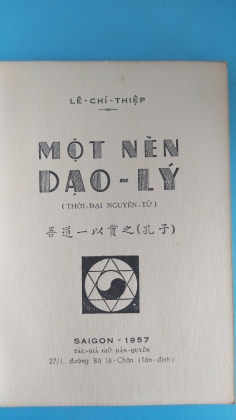 LÊ-CHÍ-THIỆP
MỘT NỀN
ĐẠO-LÝ
(THỜI-ĐẠI NGUYÊN-TỬ)
吾道一以貫之(孔子)
SAIGON - 1957
TÁC-GIẢ GIỮ BẢN-QUYỀN
27/1, đường Bà Lê-Chân (Tân-định)